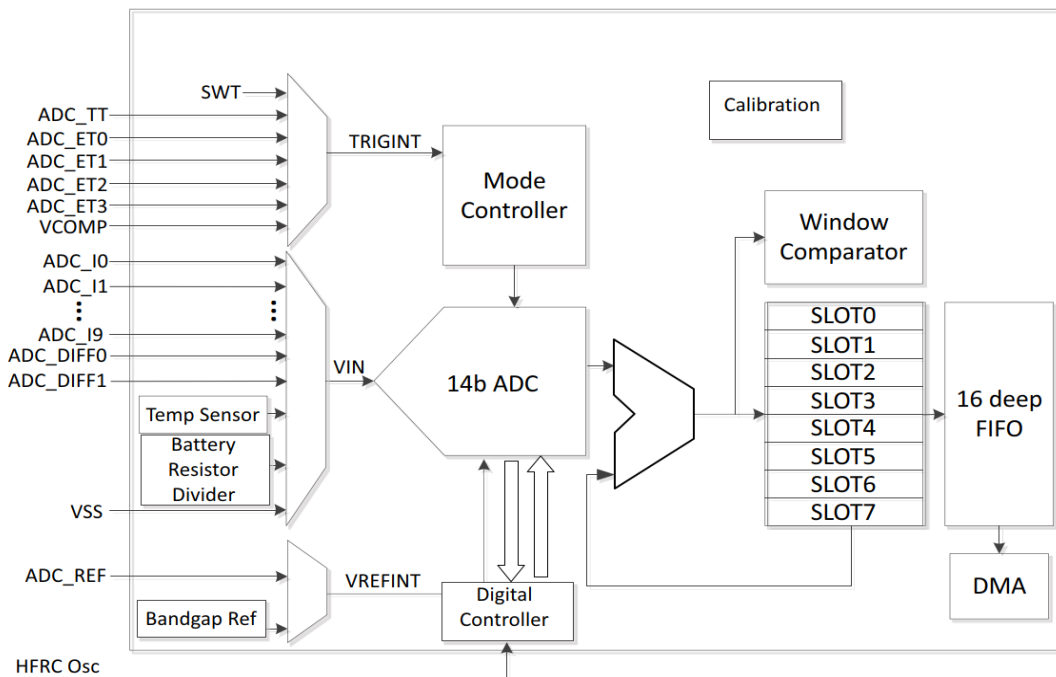 SWT
ADC_TT
ADC_ET0
ADC_ET1
ADC_ET2
ADC_ET3
VCOMP
TRIGINT
Mode
Controller
Calibration
Window
Comparator
ADC_I0
ADC_I1
ADC_I9
ADC_DIFF0
ADC_DIFF1
Temp Sensor
Battery
Resistor
Divider
VSS
VIN
14b ADC
SLOT0
SLOT1
SLOT2
SLOT3
SLOT4
SLOT5
SLOT6
SLOT7
16 deep
FIFO
DMA
ADC_REF
Bandgap Ref
VREFINT
Digital
Controller
HFRC Osc